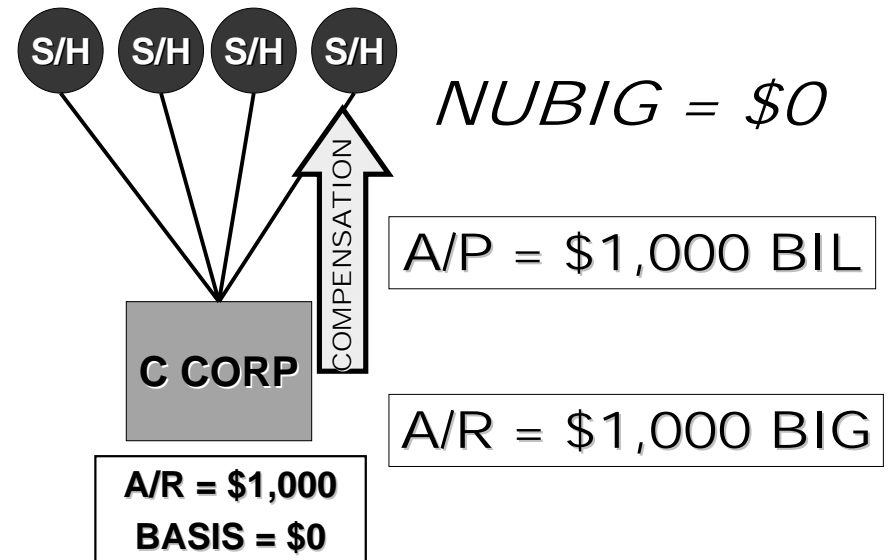 S/H S/H S/H S/H
NUBIG = $0
COMPENSATION
A/P = $1,000 BIL
C CORP
A/R = $1,000 BIG
A/R = $1,000
BASIS = $0